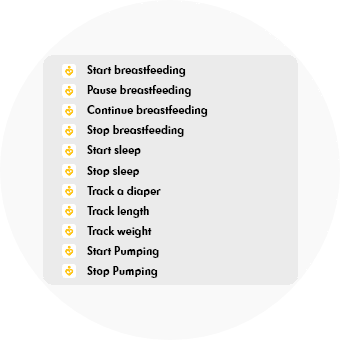 Start breastfeeding
Pause breastfeeding
Continue breastfeeding
Stop breastfeeding
Start sleep
Stop sleep
Track a diaper
Track length
Track weight
Start Pumping
Stop Pumping